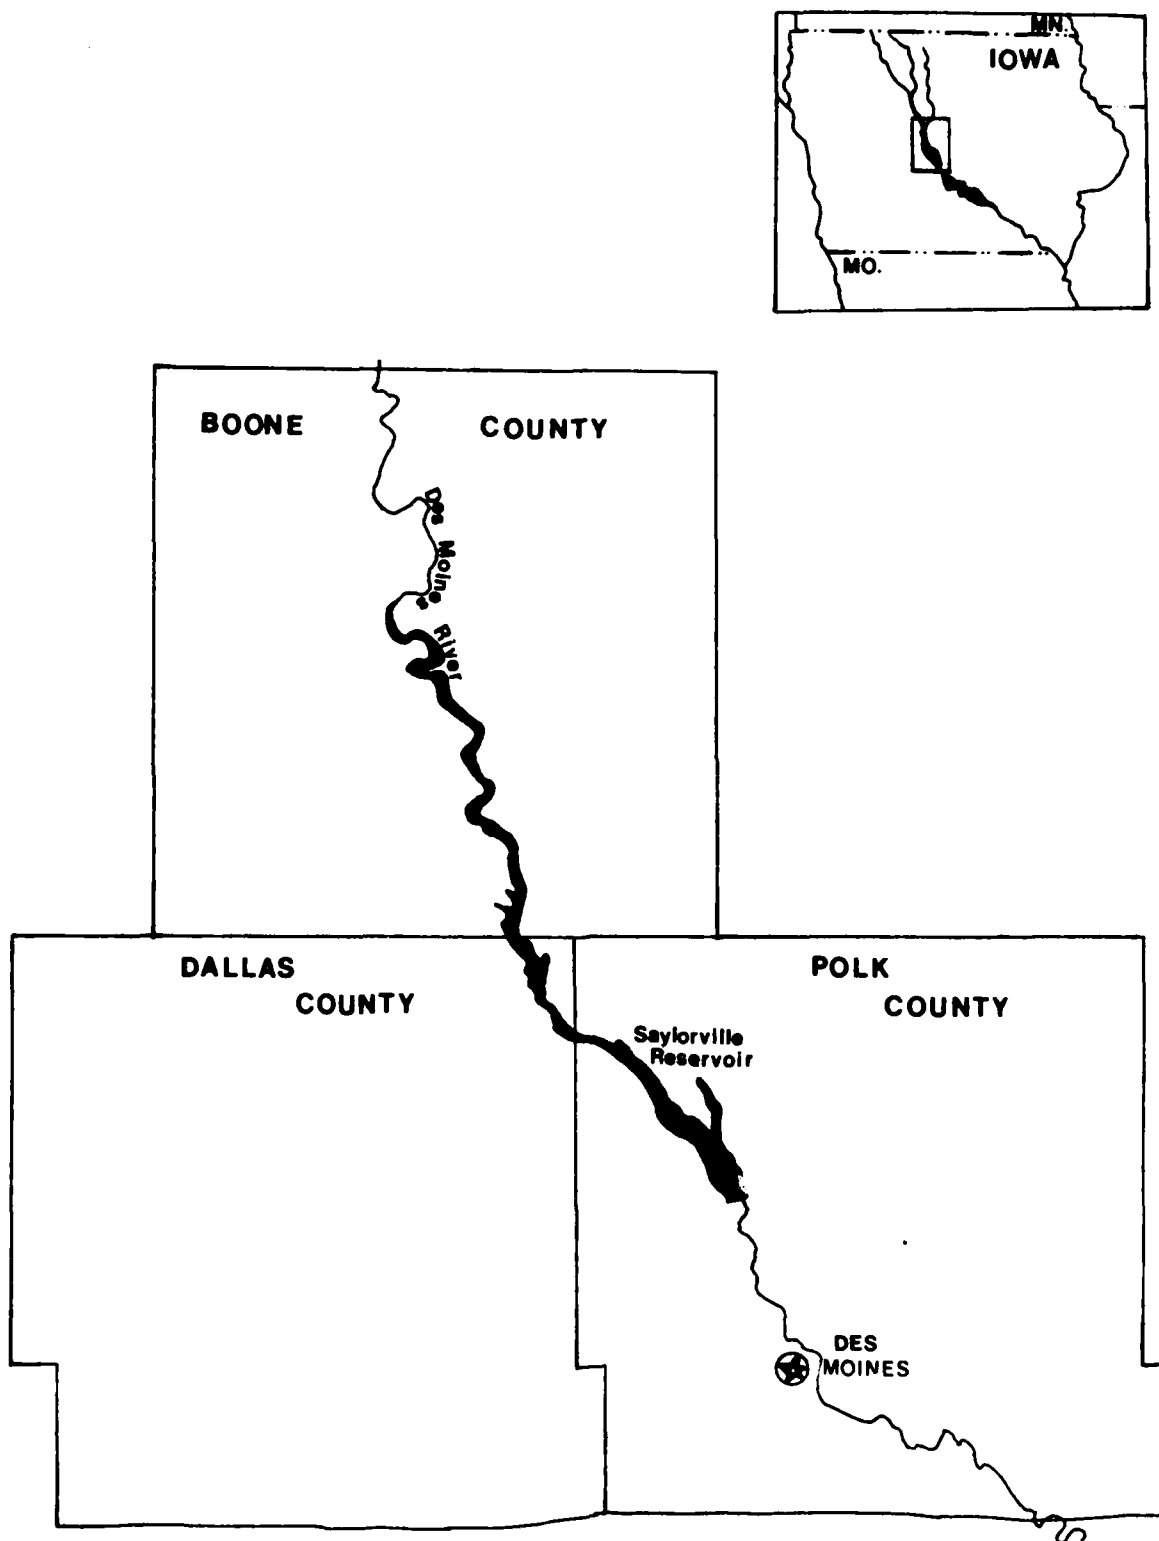 MN.
IOWA
MO.
BOONE COUNTY
Des Moines River
DALLAS
COUNTY
POLK
COUNTY
Saylorville
Reservoir
DES
MOINES